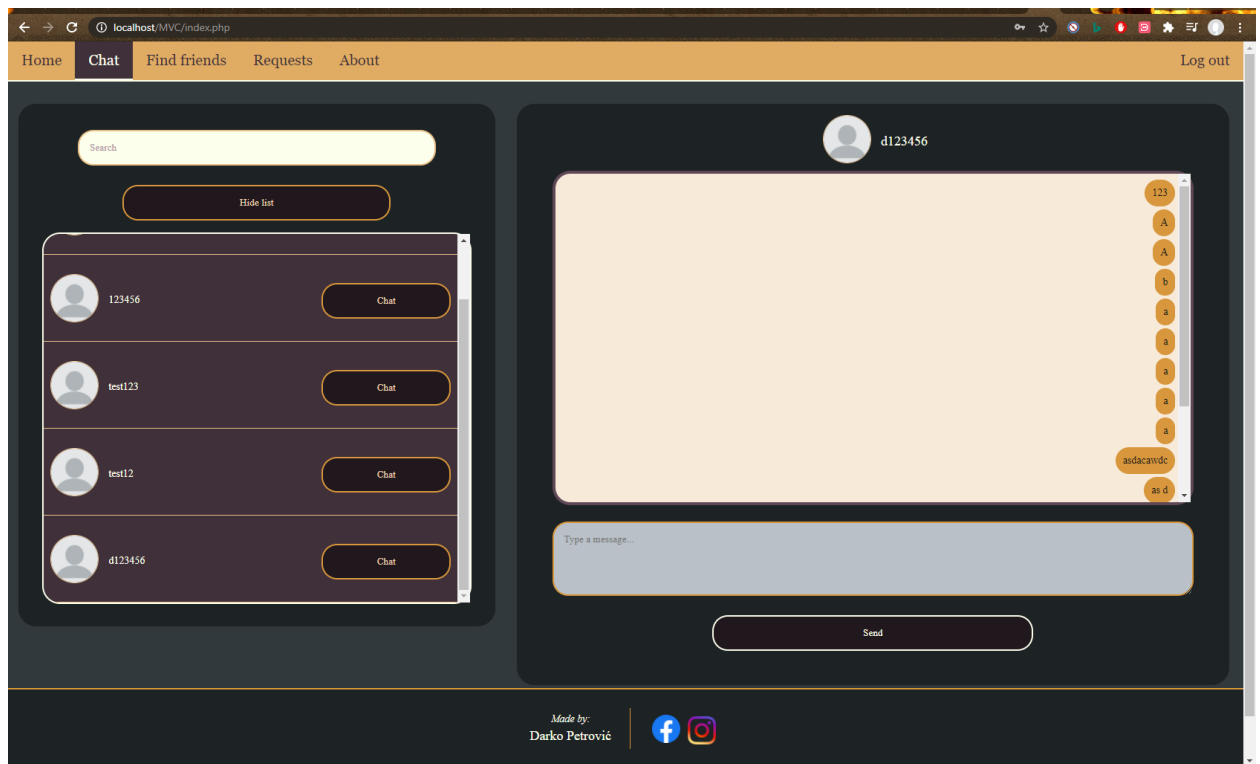 localhost/MVC/index.php
Home Chat Find friends Requests About Log out
Search
Hide list
123456 Chat
test123 Chat
test12 Chat
d123456 Chat
d123456
123
A
A
b
a
a
a
a
a
asdacawdc
as d
Type a message...
Send
Made by:
Darko Petrović